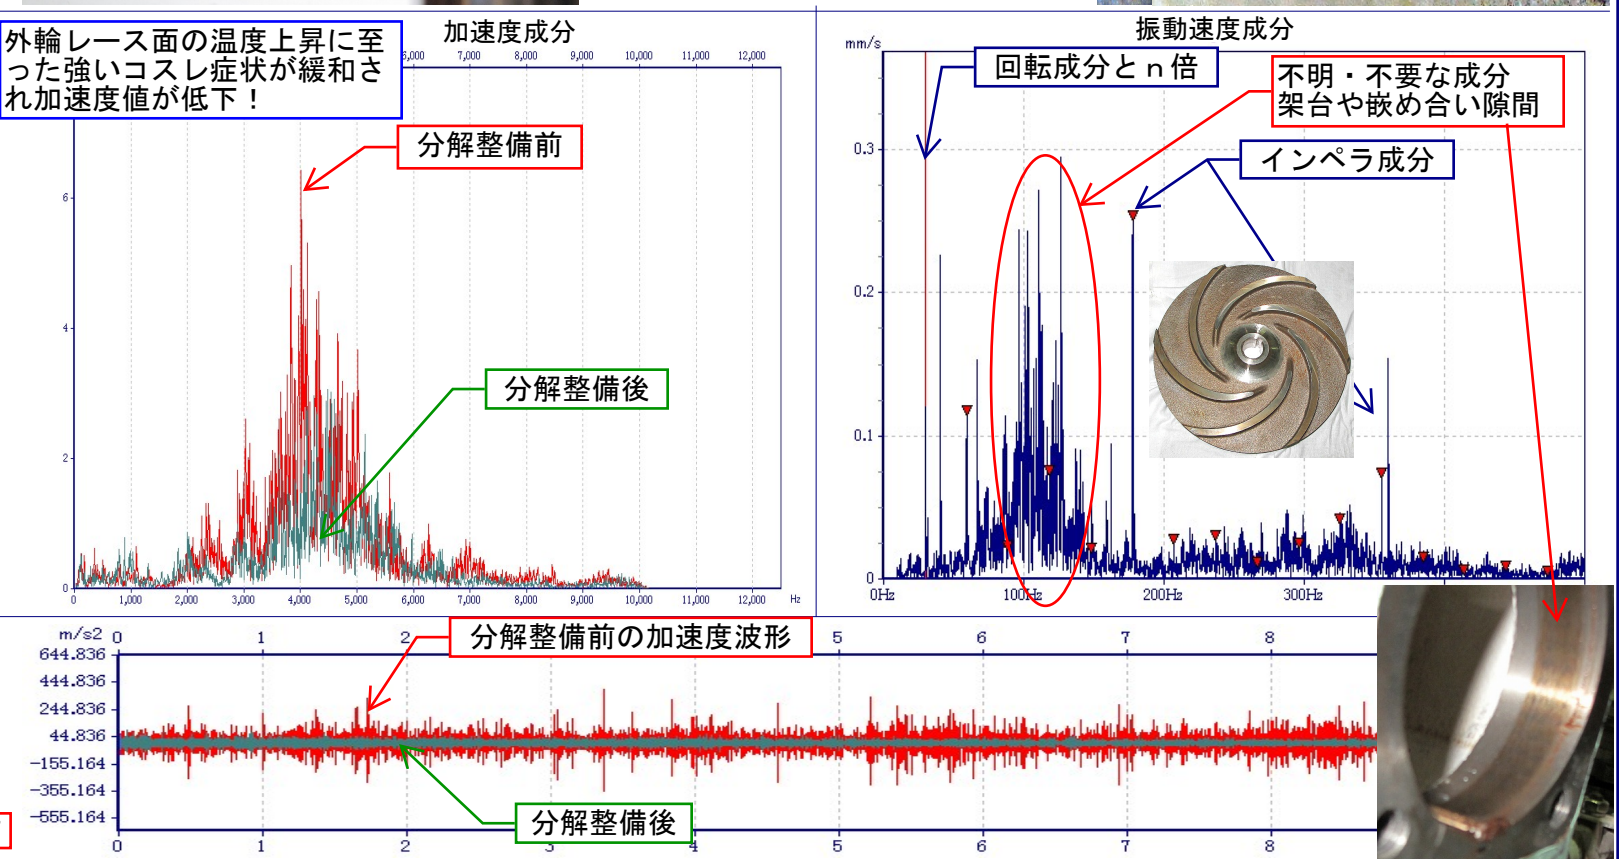 加速度成分
外輪レース面の温度上昇に至
った強いコスレ症状が緩和さ
れ加速度値が低下！
6,000 7,000 8,000 9,000 10,000 11,000 12,000
分解整備前
分解整備後
6
4
2
0
0 1,000 2,000 3,000 4,000 5,000 6,000 7,000 8,000 9,000 10,000 11,000 12,000 Hz
振動速度成分
mm/s
回転成分とｎ倍
不明・不要な成分
架台や嵌め合い隙間
インペラ成分
0.3
0.2
0.1
0
0Hz 100Hz 200Hz 300Hz
m/s2 0 1 2 5 6 7 8
分解整備前の加速度波形
644.836
444.836
244.836
44.836
-155.164
-355.164
-555.164
分解整備後
0 1 2 3 4 5 6 7 8